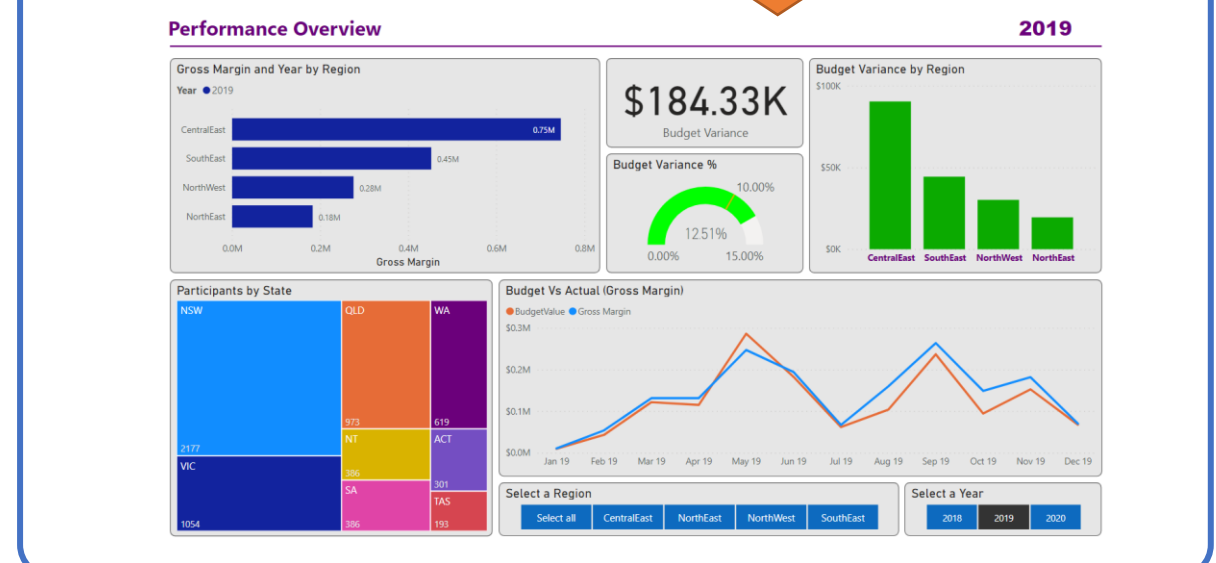 Performance Overview
2019
Gross Margin and Year by Region
Year 2019
CentralEast 0.75M
SouthEast 0.45M
NorthWest 0.28M
NorthEast 0.18M
0.0M 0.2M 0.4M 0.6M 0.8M
Gross Margin
$184.33K
Budget Variance
Budget Variance %
10.00%
12.51%
0.00% 15.00%
Budget Variance by Region
$100K
$50K
$0K
CentralEast SouthEast NorthWest NorthEast
Participants by State
NSW
2177
VIC
1054
QLD
973
NT
386
SA
386
WA
619
ACT
301
TAS
193
Budget Vs Actual (Gross Margin)
BudgetValue Gross Margin
$0.3M
$0.2M
$0.1M
$0.0M
Jan 19 Feb 19 Mar 19 Apr 19 May 19 Jun 19 Jul 19 Aug 19 Sep 19 Oct 19 Nov 19 Dec 19
Select a Region
Select all CentralEast NorthEast NorthWest SouthEast
Select a Year
2018 2019 2020